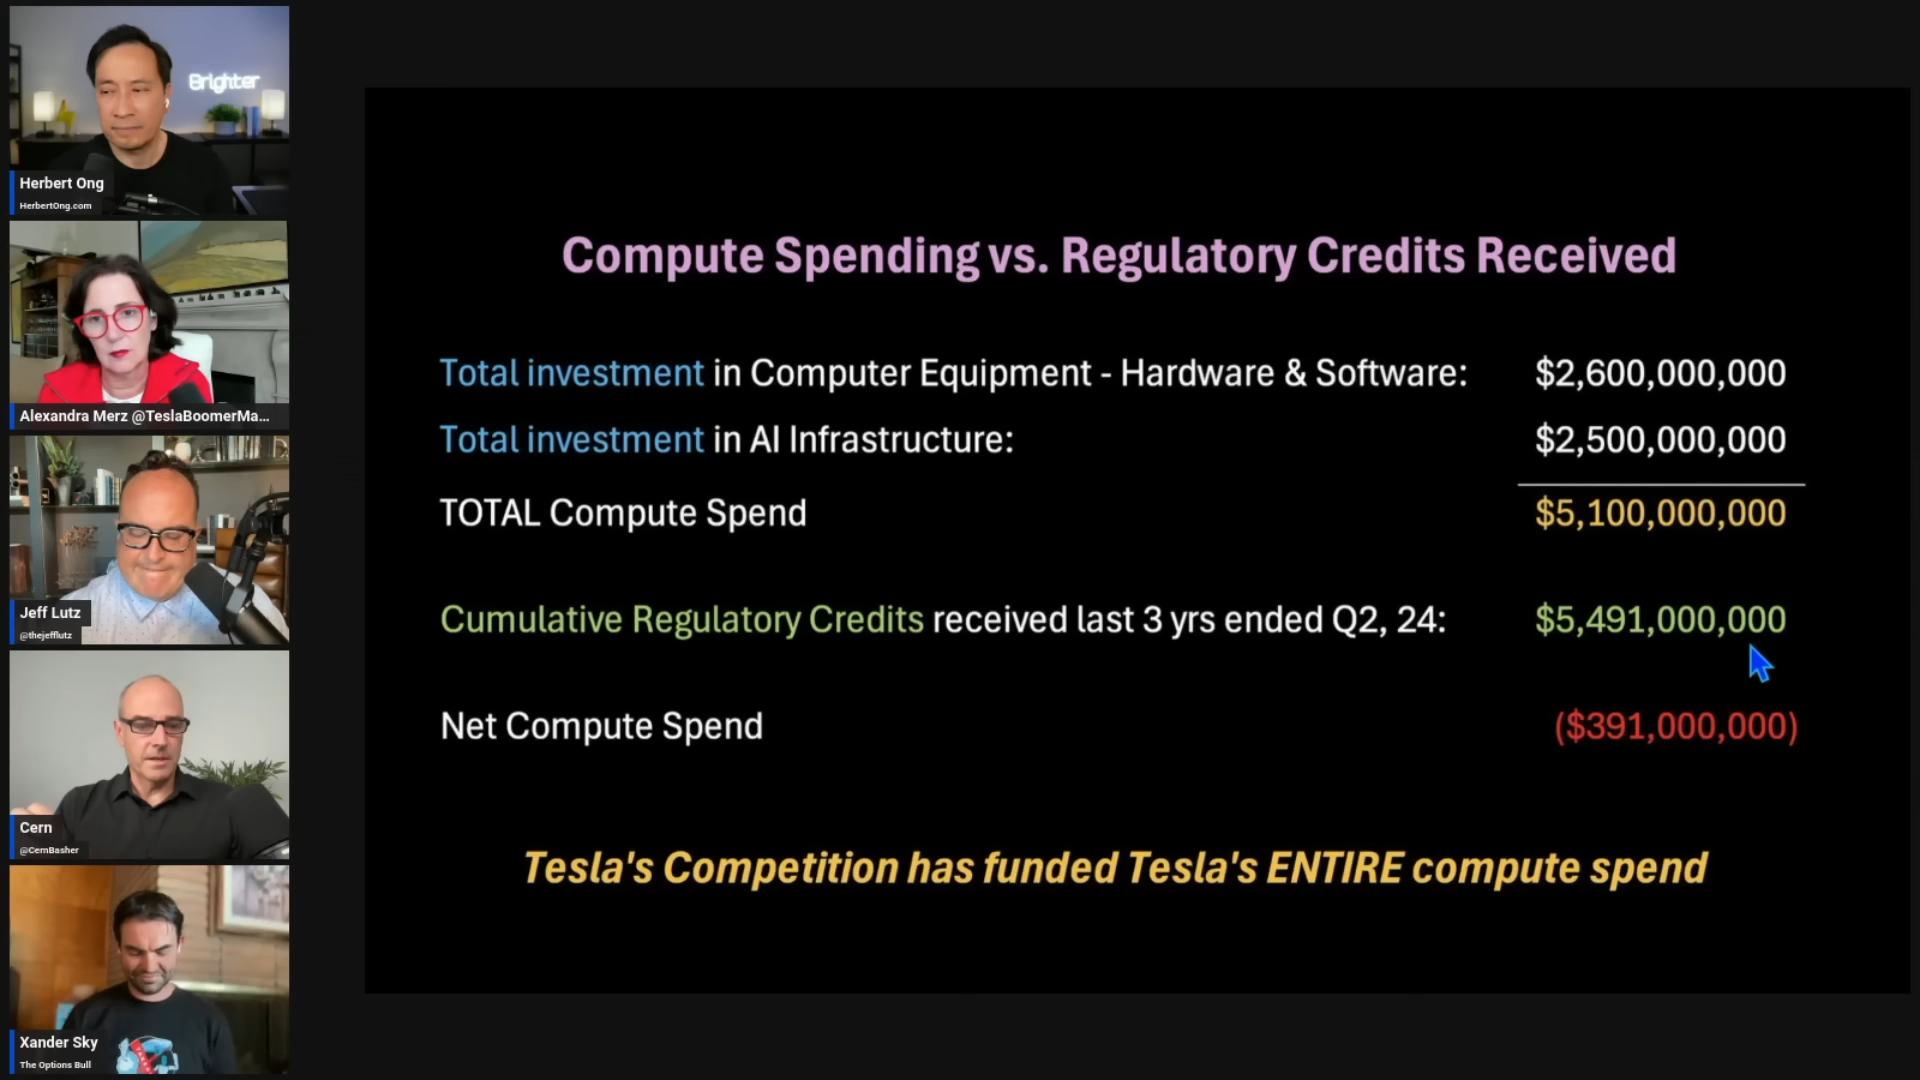 Brighter
Herbert Ong
HerbertOng.com
Alexandra Merz @TeslaBoomerMa...
Jeff Lutz
@thejefflutz
Cern
@CernBasher
Xander Sky
The Options Bull
Compute Spending vs. Regulatory Credits Received
Total investment in Computer Equipment - Hardware & Software: $2,600,000,000
Total investment in AI Infrastructure: $2,500,000,000
TOTAL Compute Spend $5,100,000,000
Cumulative Regulatory Credits received last 3 yrs ended Q2, 24: $5,491,000,000
Net Compute Spend ($391,000,000)
Tesla's Competition has funded Tesla's ENTIRE compute spend